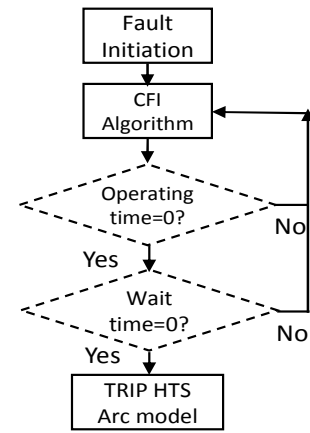 Fault
Initiation
CFI
Algorithm
Operating
time=0?
No
Yes
Wait
time=0?
No
Yes
TRIP HTS
Arc model